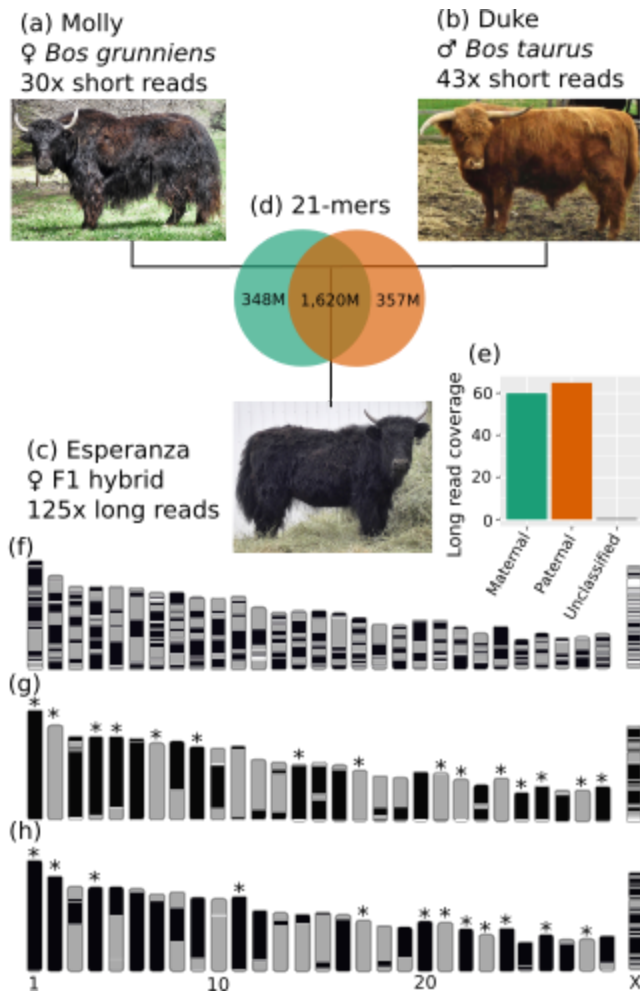 (a) Molly
♀ Bos grunniens
30x short reads
(b) Duke
♂ Bos taurus
43x short reads
(d) 21-mers
348M
1,620M
357M
(e)
Long read coverage
60
40
20
0
Maternal
Paternal
Unclassified
(c) Esperanza
♀ F1 hybrid
125x long reads
(f)
(g)
* * * * * * * * * * * * * * *
(h)
* * * * * * * * * * * *
1
10
20
X